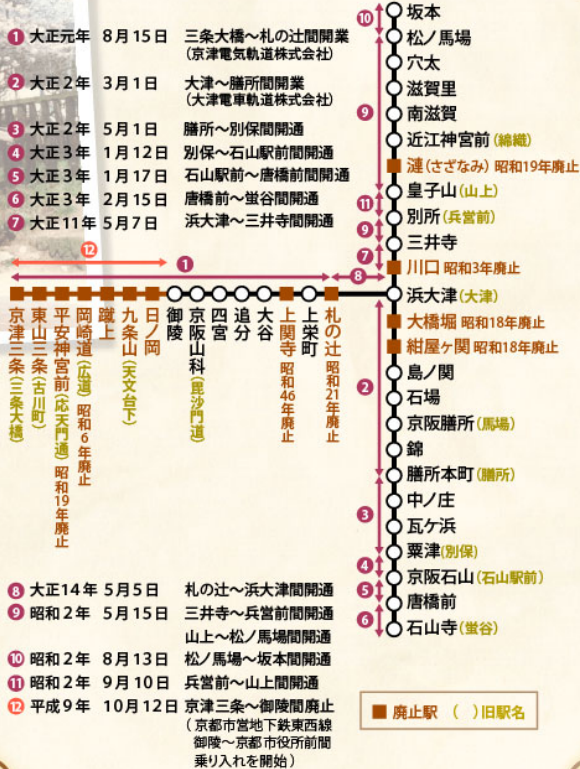 ① 大正元年 8月15日 三条大橋〜札の辻間開業
(京津電気軌道株式会社)
② 大正2年 3月1日 大津〜膳所間開業
(大津電車軌道株式会社)
③ 大正2年 5月1日 膳所〜別保間開通
④ 大正3年 1月12日 別保〜石山駅前間開通
⑤ 大正3年 1月17日 石山駅前〜唐橋前間開通
⑥ 大正3年 2月15日 唐橋前〜蛍谷間開通
⑦ 大正11年 5月7日 浜大津〜三井寺間開通
⑫
①
⑧
京津三条(三条大橋)
東山三条(古川町)
平安神宮前(応天門通) 昭和19年廃止
岡崎道(広道) 昭和6年廃止
蹴上
九条山(天文台下)
日ノ岡
御陵
京阪山科(毘沙門道)
四宮
追分
大谷
上関寺 昭和46年廃止
上栄町
札の辻 昭和21年廃止
⑩
⑨
⑪
⑨
⑦
坂本
松ノ馬場
穴太
滋賀里
南滋賀
近江神宮前(錦織)
漣(さざなみ) 昭和19年廃止
皇子山(山上)
別所(兵営前)
三井寺
川口 昭和3年廃止
浜大津(大津)
大橋堀 昭和18年廃止
紺屋ヶ関 昭和18年廃止
島ノ関
石場
京阪膳所(馬場)
錦
膳所本町(膳所)
中ノ庄
瓦ケ浜
粟津(別保)
京阪石山(石山駅前)
唐橋前
石山寺(蛍谷)
②
③
④
⑤
⑥
⑧ 大正14年 5月5日 札の辻〜浜大津間開通
⑨ 昭和2年 5月15日 三井寺〜兵営前間開通
山上〜松ノ馬場間開通
⑩ 昭和2年 8月13日 松ノ馬場〜坂本間開通
⑪ 昭和2年 9月10日 兵営前〜山上間開通
⑫ 平成9年 10月12日 京津三条〜御陵間廃止
(京都市営地下鉄東西線
御陵〜京都市役所前間
乗り入れを開始)
■ 廃止駅 ( )旧駅名